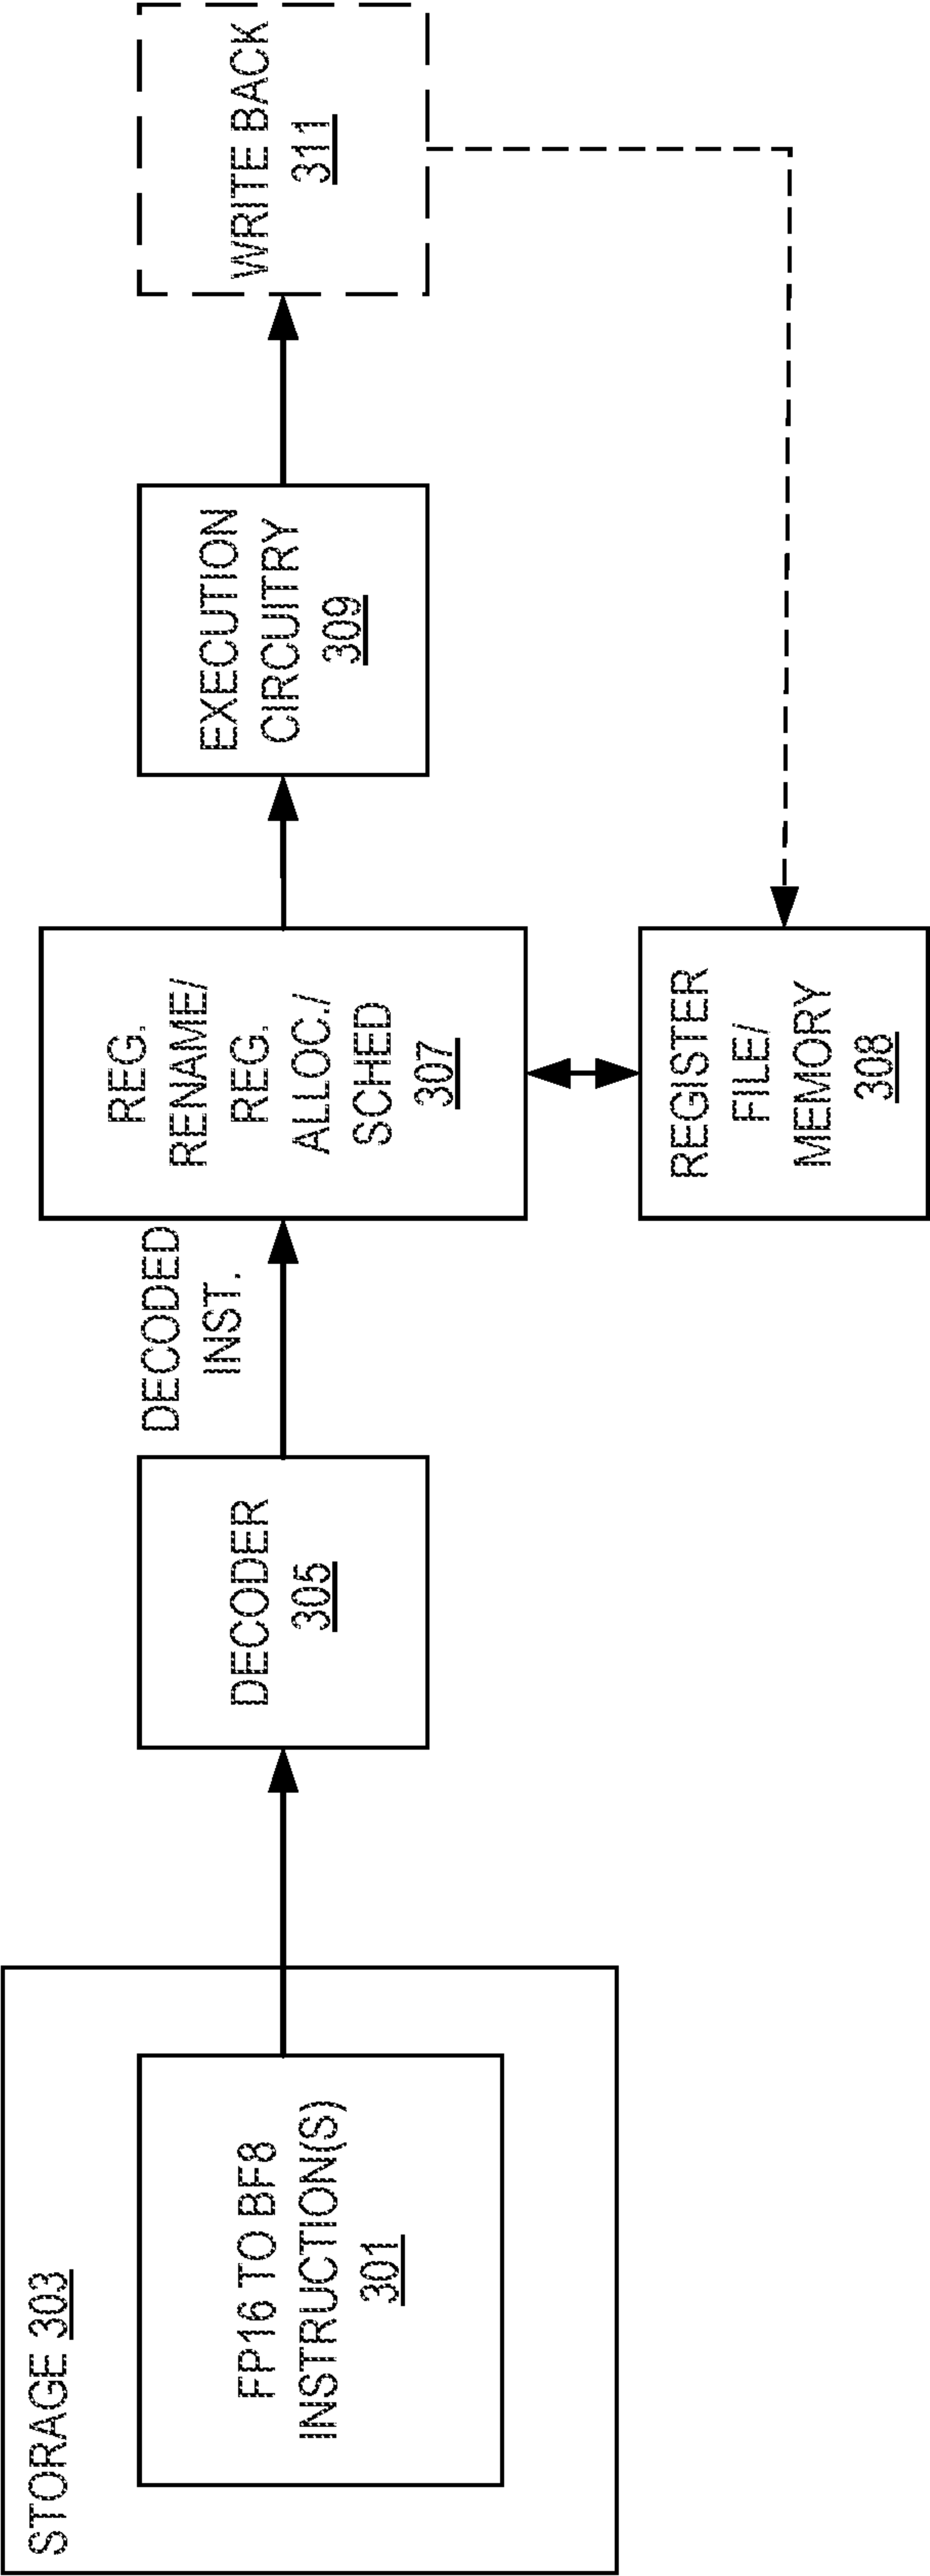 STORAGE 303
FP16 TO BF8
INSTRUCTION(S)
301
DECODER
305
DECODED
INST.
REG.
RENAME/
REG.
ALLOC./
SCHED
307
REGISTER
FILE/
MEMORY
308
EXECUTION
CIRCUITRY
309
WRITE BACK
311